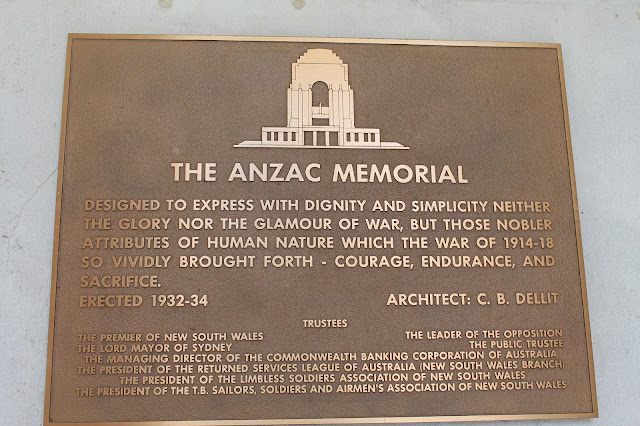 THE ANZAC MEMORIAL
DESIGNED TO EXPRESS WITH DIGNITY AND SIMPLICITY NEITHER
THE GLORY NOR THE GLAMOUR OF WAR, BUT THOSE NOBLER
ATTRIBUTES OF HUMAN NATURE WHICH THE WAR OF 1914-18
SO VIVIDLY BROUGHT FORTH - COURAGE, ENDURANCE, AND
SACRIFICE.
ERECTED 1932-34 ARCHITECT: C. B. DELLIT
TRUSTEES
THE PREMIER OF NEW SOUTH WALES THE LEADER OF THE OPPOSITION
THE LORD MAYOR OF SYDNEY THE PUBLIC TRUSTEE
THE MANAGING DIRECTOR OF THE COMMONWEALTH BANKING CORPORATION OF AUSTRALIA
THE PRESIDENT OF THE RETURNED SERVICES LEAGUE OF AUSTRALIA (NEW SOUTH WALES BRANCH)
THE PRESIDENT OF THE LIMBLESS SOLDIERS ASSOCIATION OF NEW SOUTH WALES
THE PRESIDENT OF THE T.B. SAILORS, SOLDIERS AND AIRMEN'S ASSOCIATION OF NEW SOUTH WALES